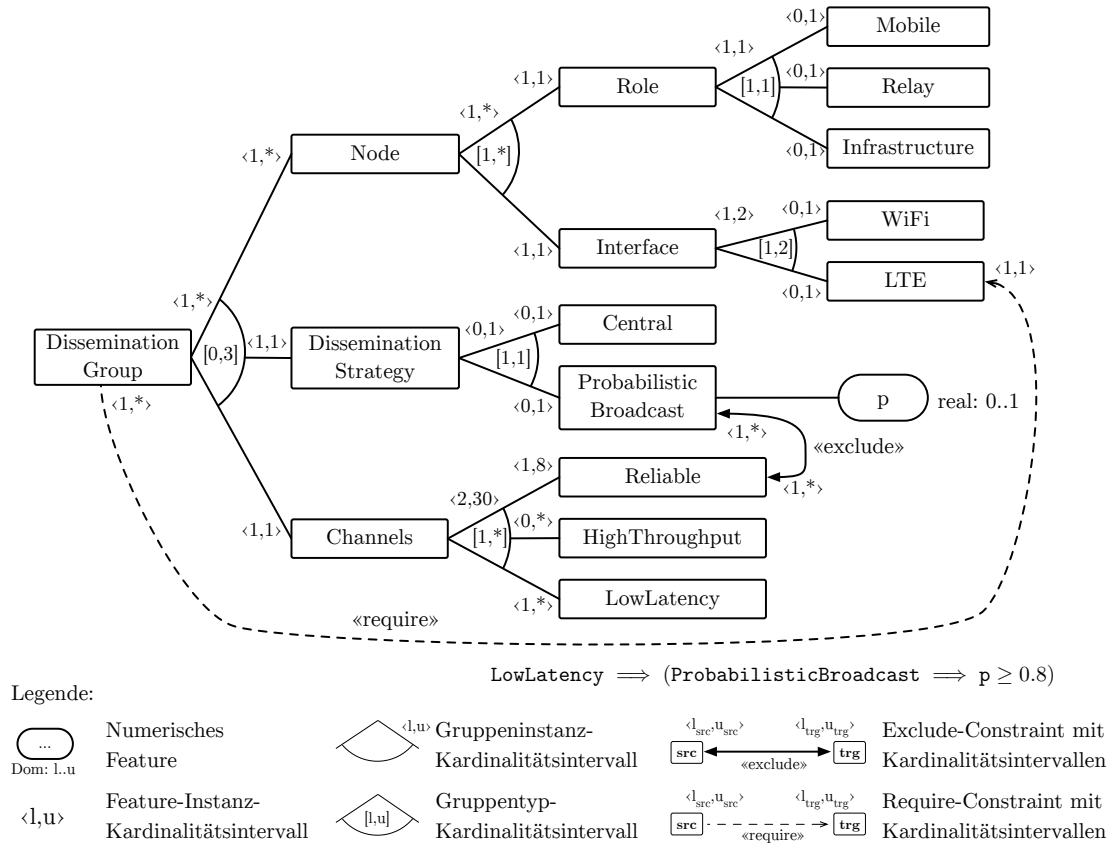 ‹0,1›
Mobile
‹1,1›
‹0,1›
‹1,1›
Role
[1,1]
Relay
‹1,*›
‹0,1›
Infrastructure
‹1,*›
Node
[1,*]
‹1,2›
‹0,1›
WiFi
‹1,1›
Interface
[1,2]
‹0,1›
LTE
‹1,1›
‹1,*›
‹0,1›
Central
‹0,1›
Dissemination
Group
[0,3]
‹1,1›
Dissemination
Strategy
[1,1]
‹1,*›
‹0,1›
Probabilistic
Broadcast
p
real: 0..1
‹1,*›
«exclude»
‹1,8›
Reliable
‹1,*›
‹2,30›
‹1,1›
Channels
[1,*]
‹0,*›
HighThroughput
‹1,*›
LowLatency
«require»
LowLatency ⟹ (ProbabilisticBroadcast ⟹ p ≥ 0.8)
Legende:
...
Dom: l..u
Numerisches
Feature
‹l,u›
Gruppeninstanz-
Kardinalitätsintervall
‹l_src,u_src› ‹l_trg,u_trg›
src trg
«exclude»
Exclude-Constraint mit
Kardinalitätsintervallen
‹l,u›
Feature-Instanz-
Kardinalitätsintervall
[l,u]
Gruppentyp-
Kardinalitätsintervall
‹l_src,u_src› ‹l_trg,u_trg›
src trg
«require»
Require-Constraint mit
Kardinalitätsintervallen